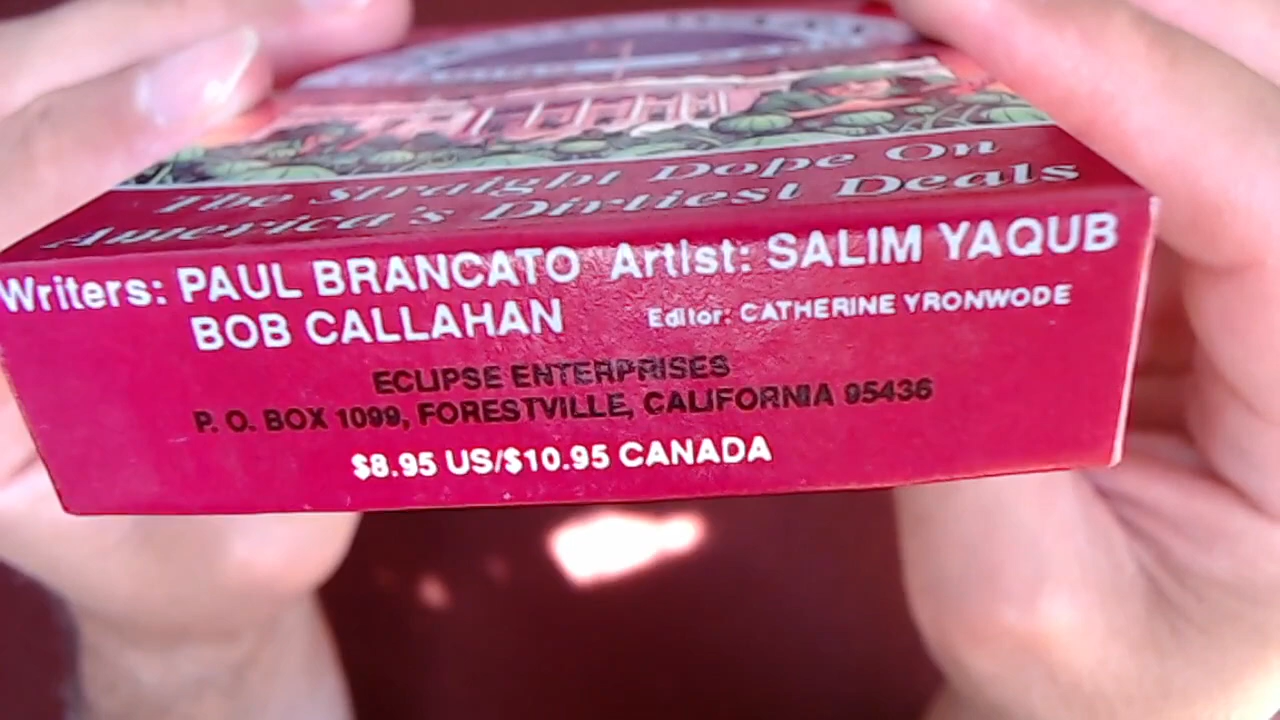 The Straight Dope On
America's Dirtiest Deals
Writers: PAUL BRANCATO Artist: SALIM YAQUB
BOB CALLAHAN Editor: CATHERINE YRONWODE
ECLIPSE ENTERPRISES
P. O. BOX 1099, FORESTVILLE, CALIFORNIA 95436
$8.95 US/$10.95 CANADA